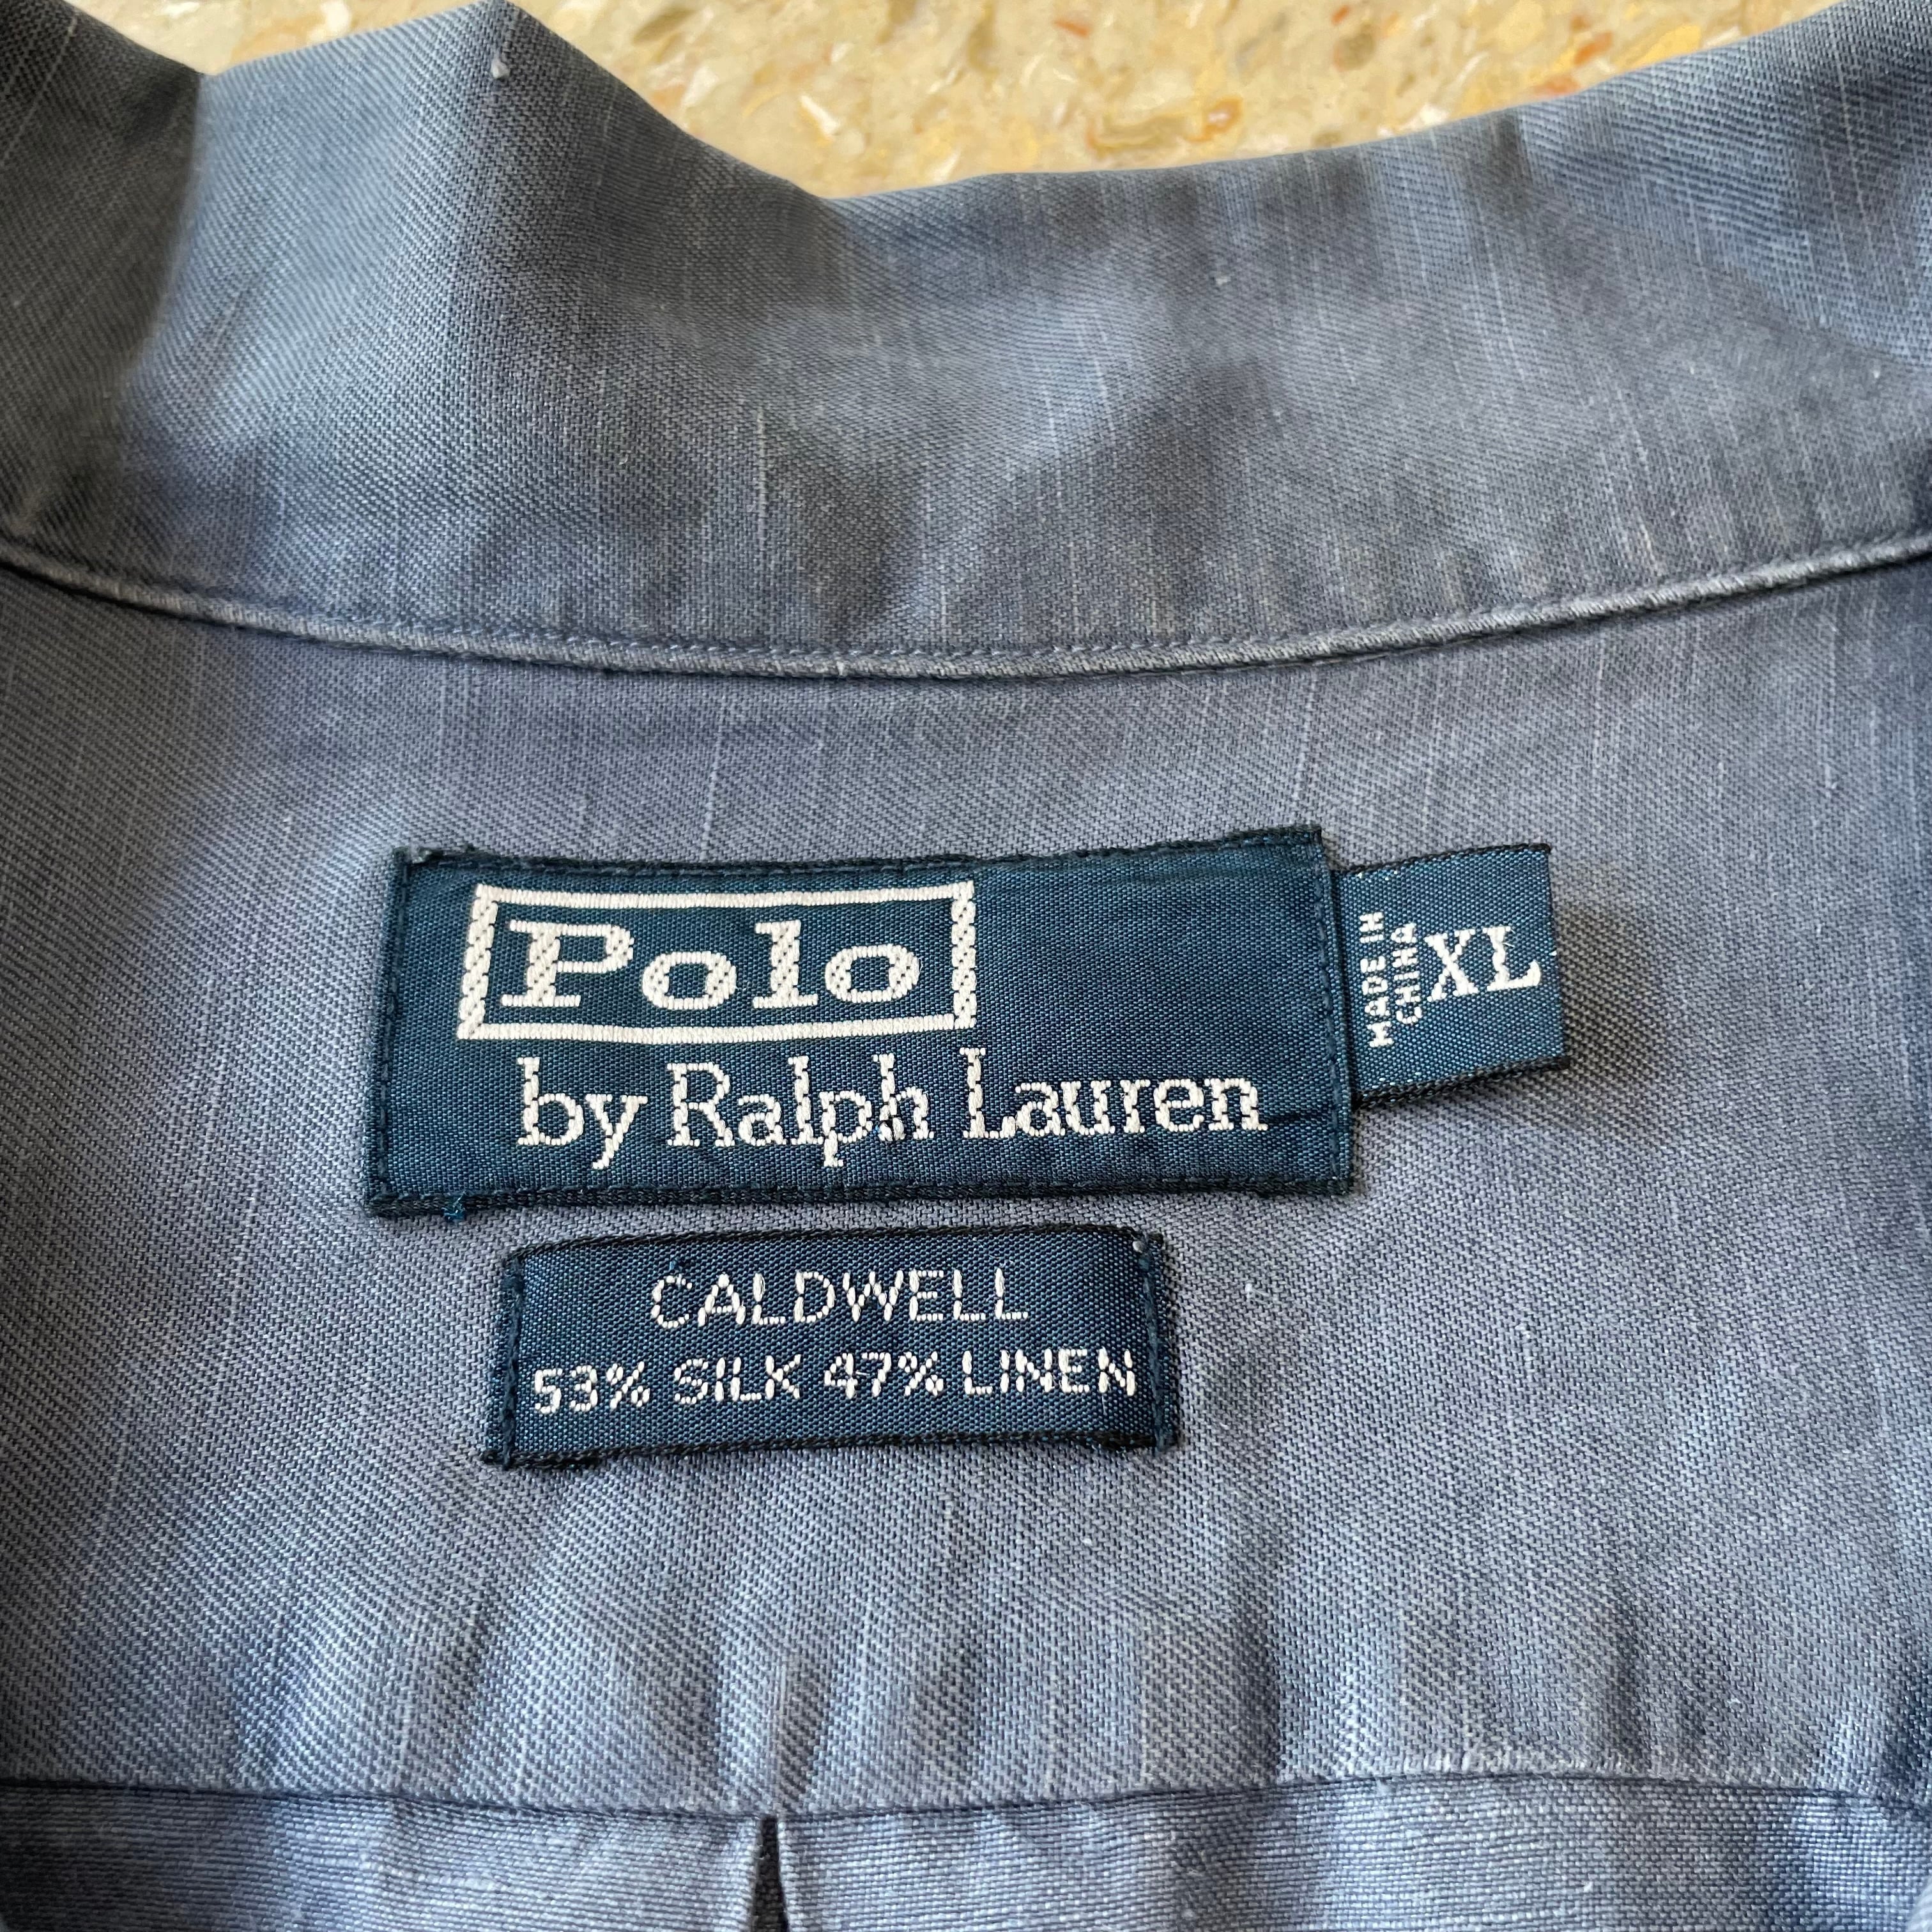 Polo
by Ralph Lauren
MADE IN
CHINA
XL
CALDWELL
53% SILK 47% LINEN